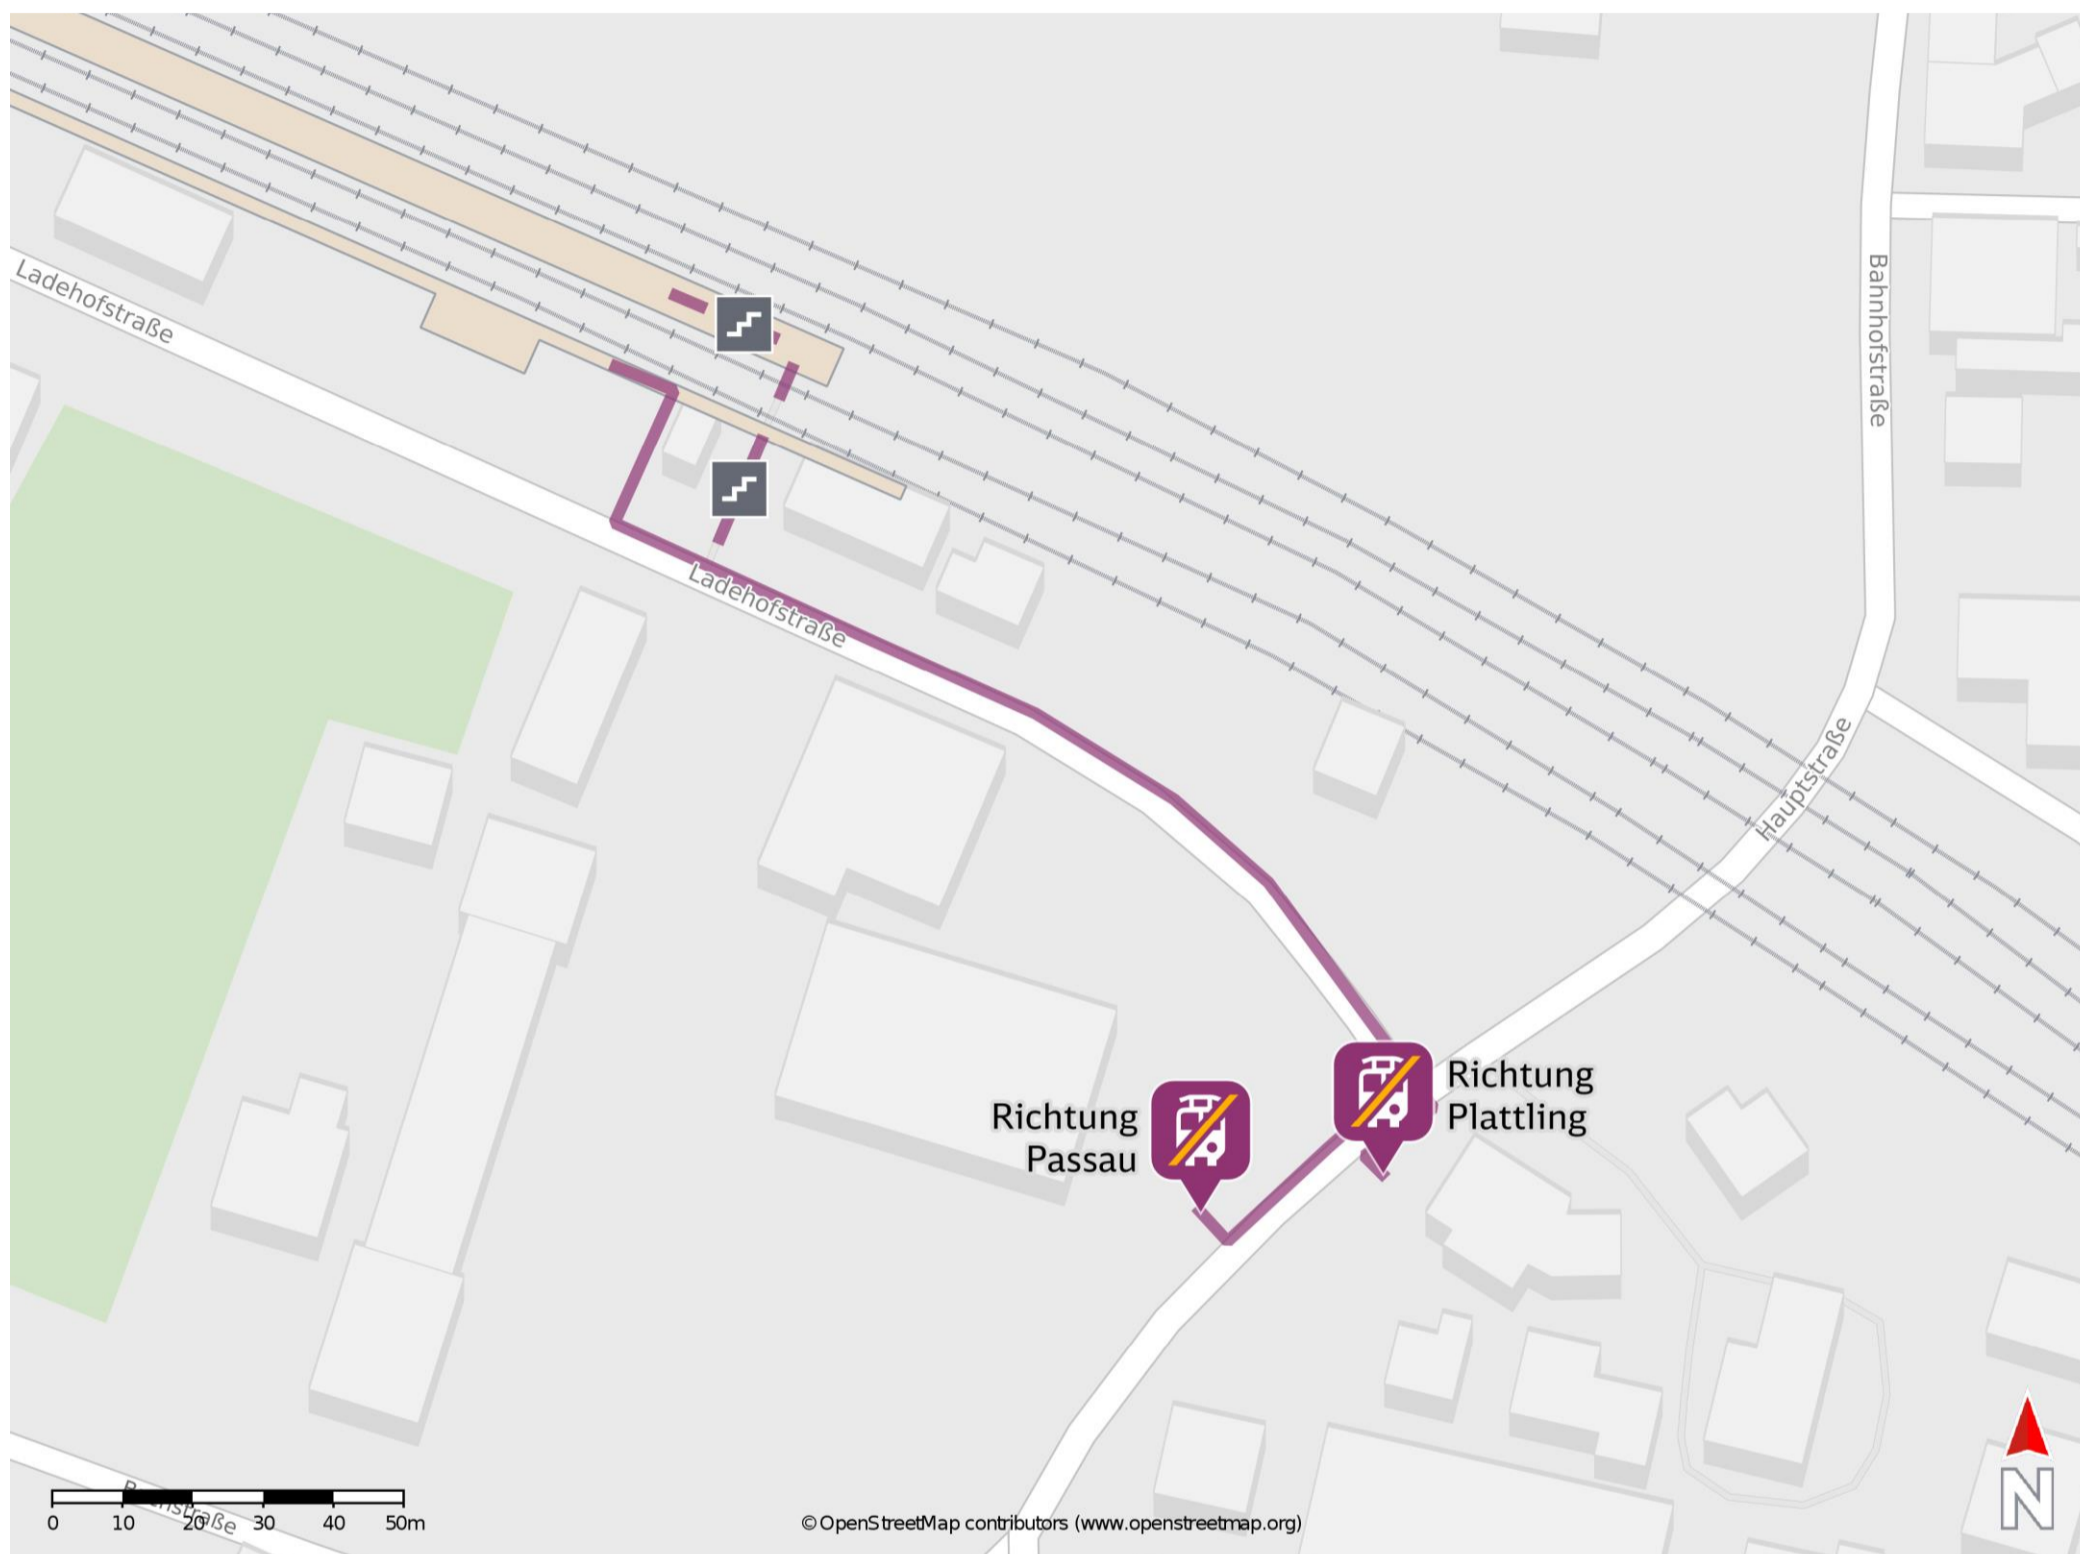 Ladehofstraße
Bahnhofstraße
Ladehofstraße
Hauptstraße
Richtung
Plattling
Richtung
Passau
0 10 20 30 40 50m
©OpenStreetMap contributors (www.openstreetmap.org)
N